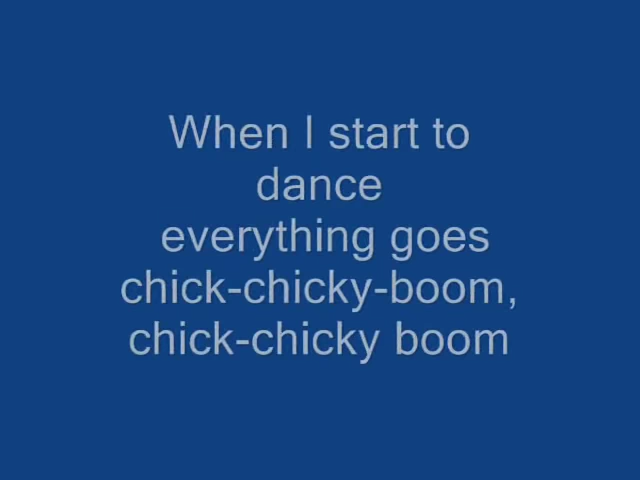 When I start to
dance
everything goes
chick-chicky-boom,
chick-chicky boom